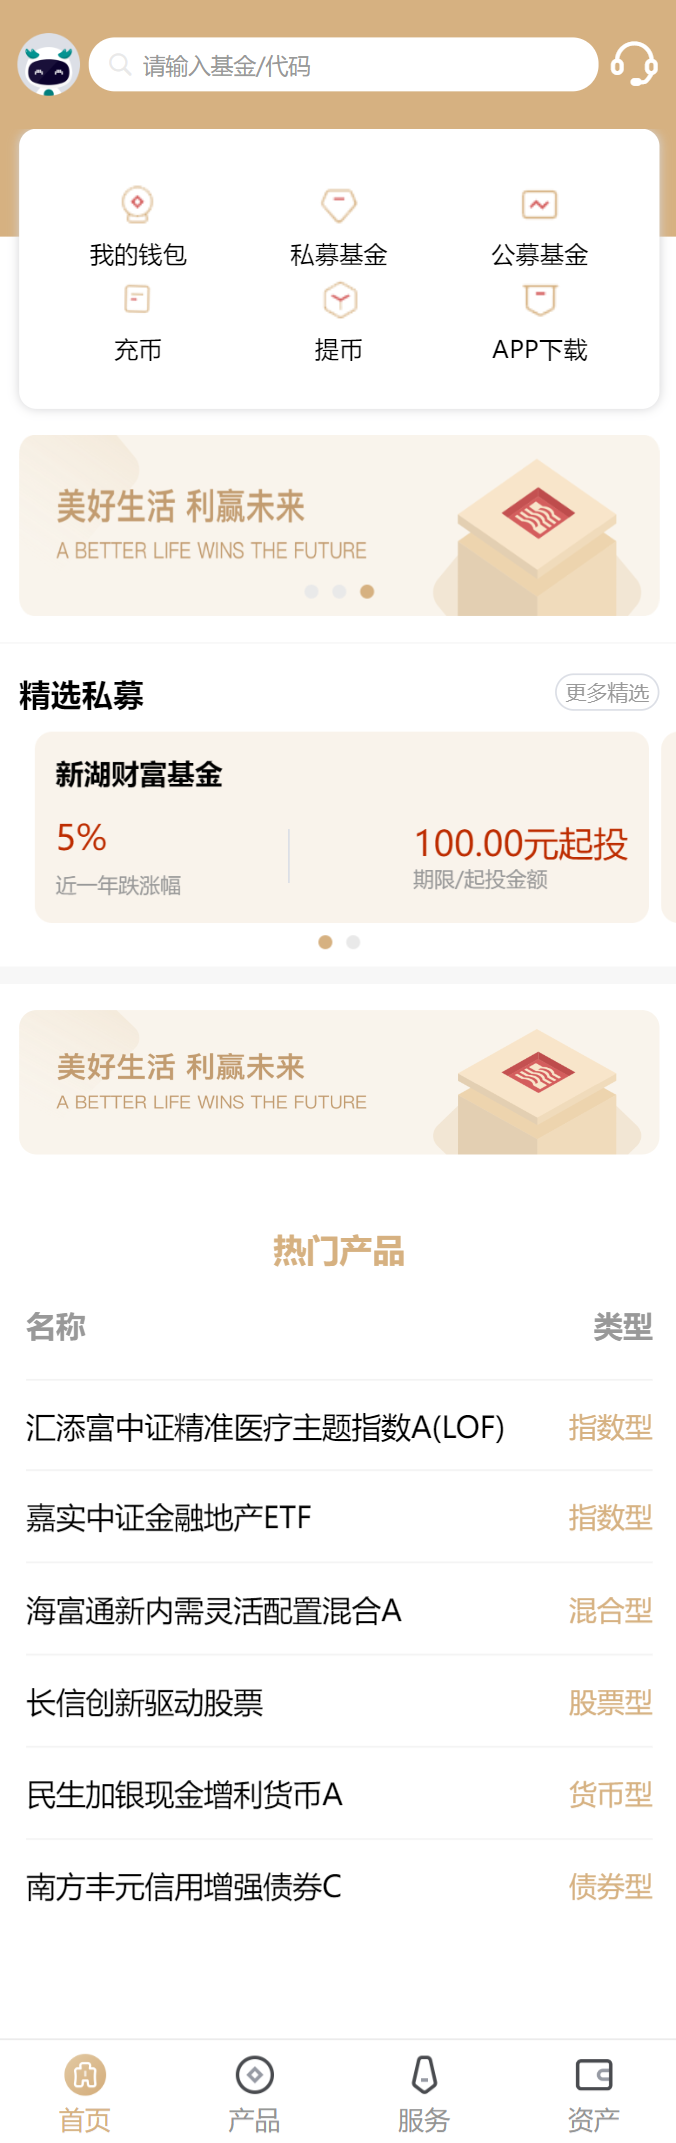 请输入基金/代码
我的钱包 私募基金 公募基金
充币 提币 APP下载
美好生活 利赢未来
A BETTER LIFE WINS THE FUTURE
精选私募 更多精选
新湖财富基金
5% 100.00元起投
近一年跌涨幅 期限/起投金额
美好生活 利赢未来
A BETTER LIFE WINS THE FUTURE
热门产品
名称 类型
汇添富中证精准医疗主题指数A(LOF) 指数型
嘉实中证金融地产ETF 指数型
海富通新内需灵活配置混合A 混合型
长信创新驱动股票 股票型
民生加银现金增利货币A 货币型
南方丰元信用增强债券C 债券型
首页 产品 服务 资产